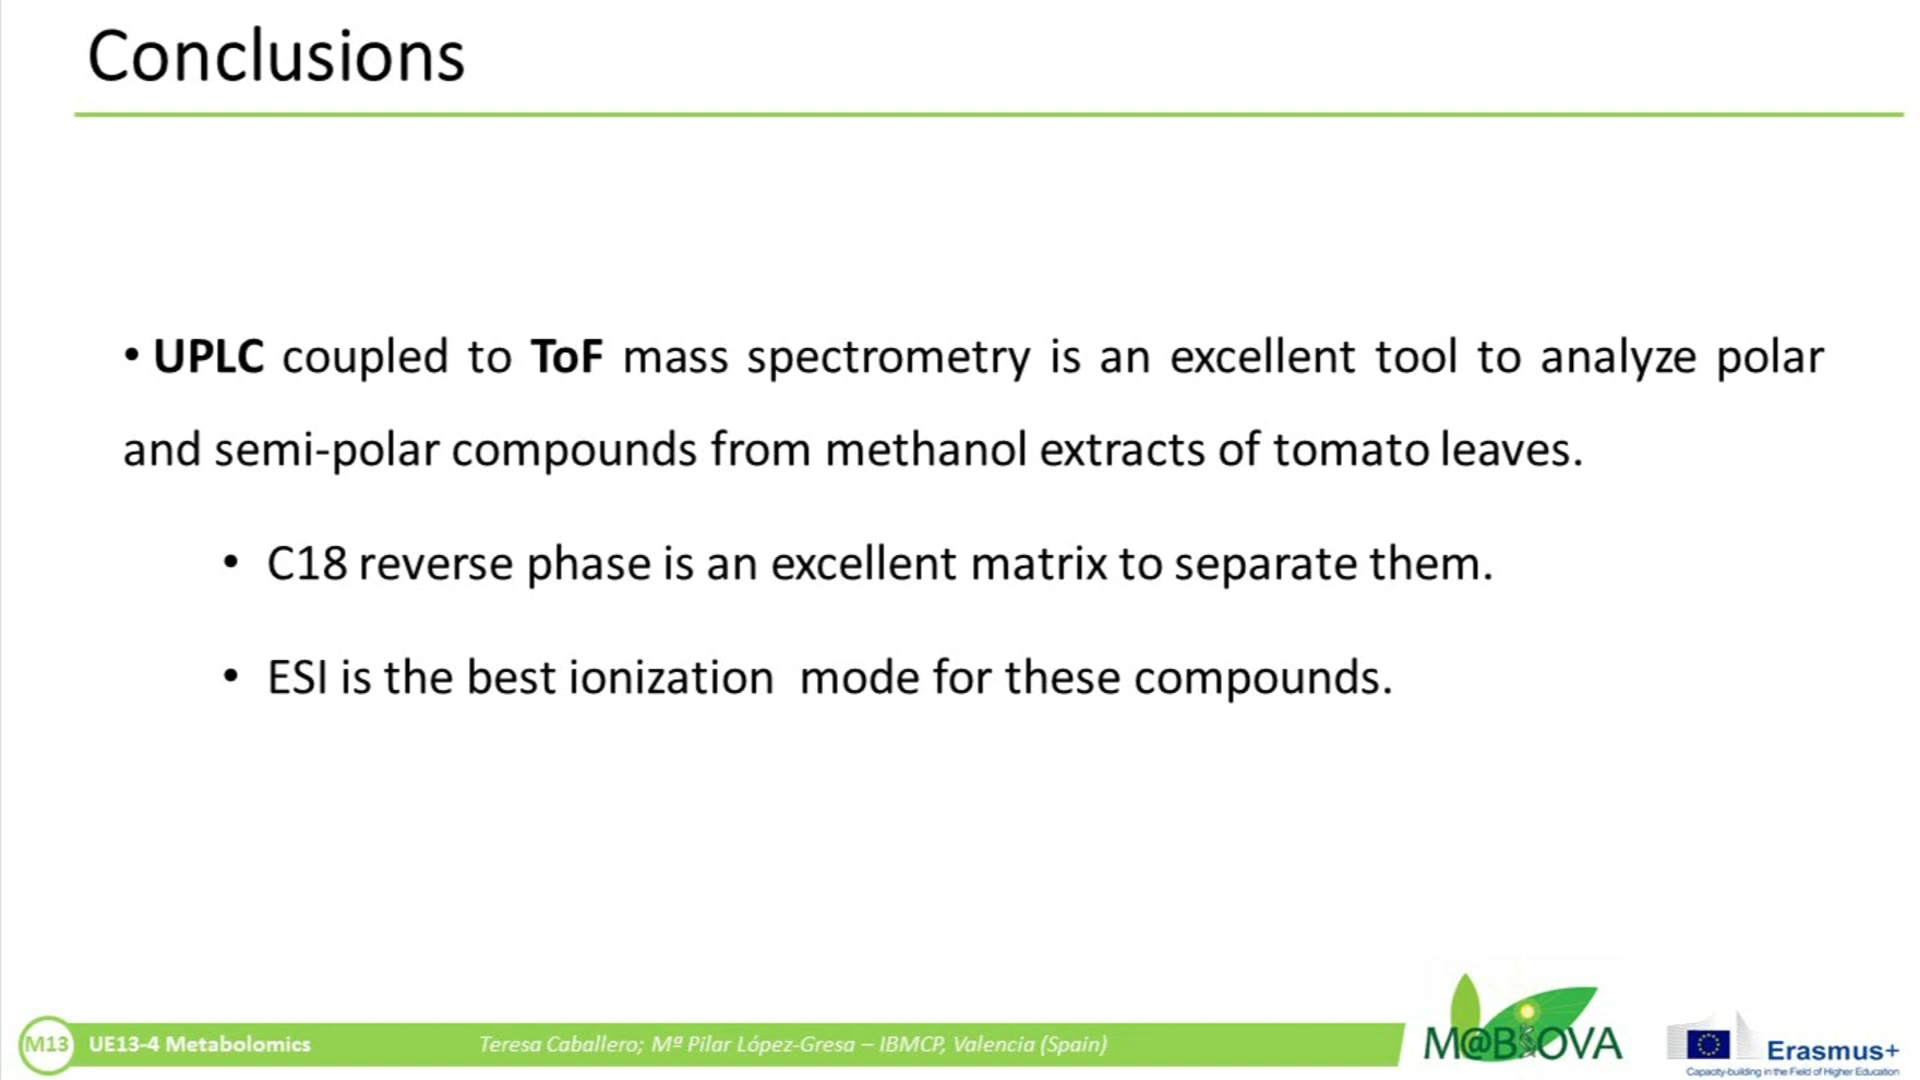 Conclusions
• UPLC coupled to ToF mass spectrometry is an excellent tool to analyze polar
and semi-polar compounds from methanol extracts of tomato leaves.
• C18 reverse phase is an excellent matrix to separate them.
• ESI is the best ionization mode for these compounds.
M13 UE13-4 Metabolomics Teresa Caballero; Mª Pilar López-Gresa – IBMCP, Valencia (Spain)
M@BIOVA
Erasmus+
Capacity-building in the Field of Higher Education